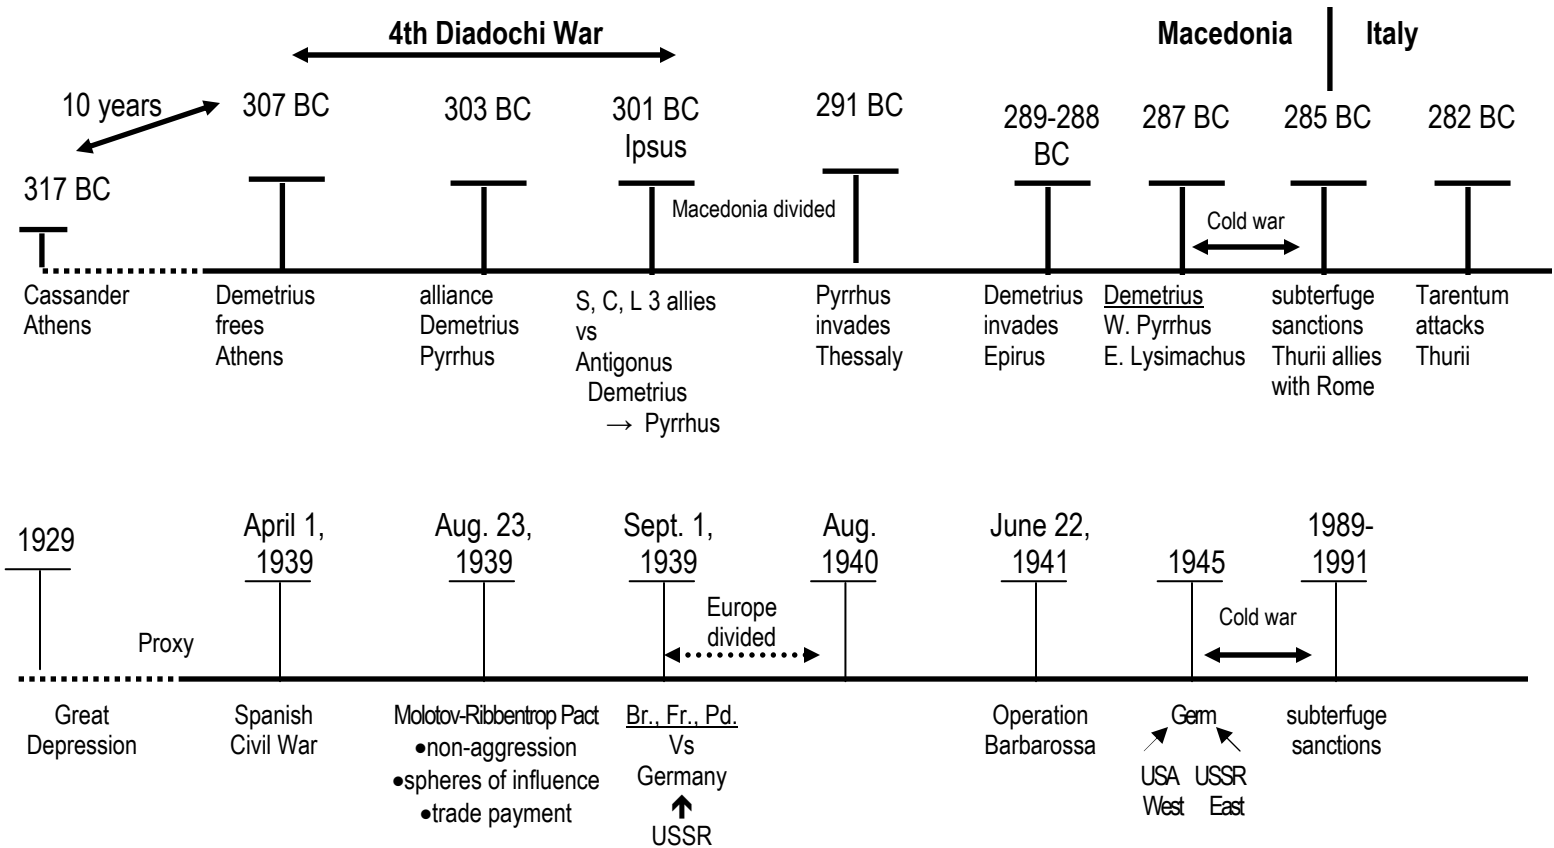 4th Diadochi War
Macedonia
Italy
10 years
307 BC
303 BC
301 BC
Ipsus
291 BC
289-288
BC
287 BC
285 BC
282 BC
317 BC
Macedonia divided
Cold war
Cassander
Athens
Demetrius
frees
Athens
alliance
Demetrius
Pyrrhus
S, C, L 3 allies
vs
Antigonus
Demetrius
→ Pyrrhus
Pyrrhus
invades
Thessaly
Demetrius
invades
Epirus
Demetrius
W. Pyrrhus
E. Lysimachus
subterfuge
sanctions
Thurii allies
with Rome
Tarentum
attacks
Thurii
1929
April 1,
1939
Aug. 23,
1939
Sept. 1,
1939
Aug.
1940
June 22,
1941
1945
1989-
1991
Proxy
Europe
divided
Cold war
Great
Depression
Spanish
Civil War
Molotov-Ribbentrop Pact
•non-aggression
•spheres of influence
•trade payment
Br., Fr., Pd.
Vs
Germany
USSR
Operation
Barbarossa
Germ
USA USSR
West East
subterfuge
sanctions